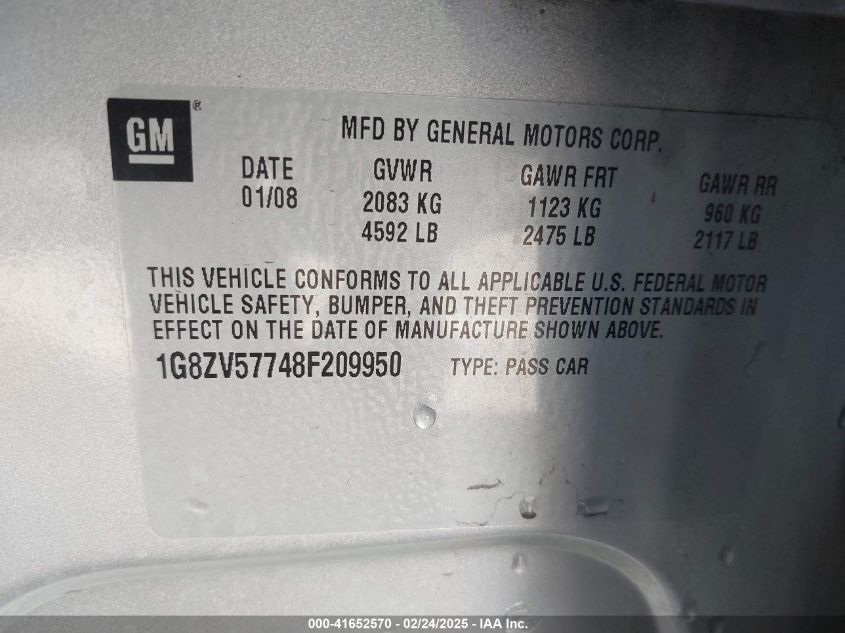 GM ®
MFD BY GENERAL MOTORS CORP.
DATE GVWR GAWR FRT GAWR RR
01/08 2083 KG 1123 KG 960 KG
4592 LB 2475 LB 2117 LB
THIS VEHICLE CONFORMS TO ALL APPLICABLE U.S. FEDERAL MOTOR
VEHICLE SAFETY, BUMPER, AND THEFT PREVENTION STANDARDS IN
EFFECT ON THE DATE OF MANUFACTURE SHOWN ABOVE.
1G8ZV57748F209950 TYPE: PASS CAR
000-41652570 — 02/24/2025 — IAA Inc.